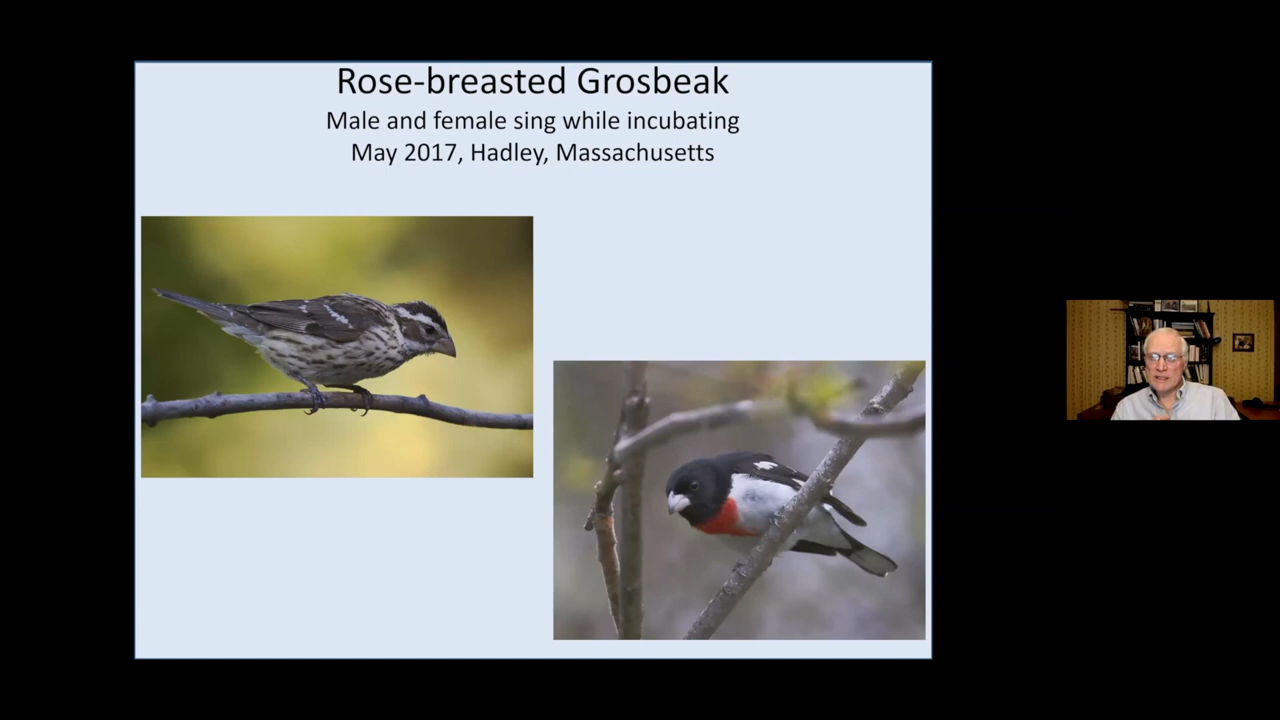 Rose-breasted Grosbeak
Male and female sing while incubating
May 2017, Hadley, Massachusetts